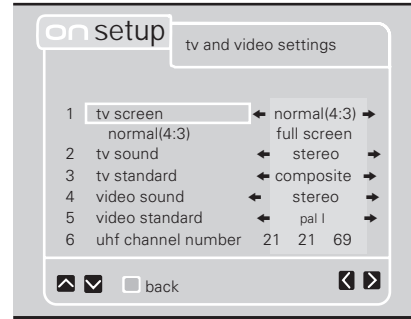 on setup
tv and video settings
1 tv screen normal(4:3)
normal(4:3) full screen
2 tv sound stereo
3 tv standard composite
4 video sound stereo
5 video standard pal I
6 uhf channel number 21 21 69
back